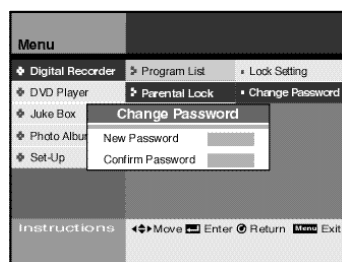 Menu
Digital Recorder
Program List
Lock Setting
DVD Player
Parental Lock
Change Password
Juke Box
Change Password
Photo Albu
New Password
Set-Up
Confirm Password
Instructions
Move Enter Return Menu Exit